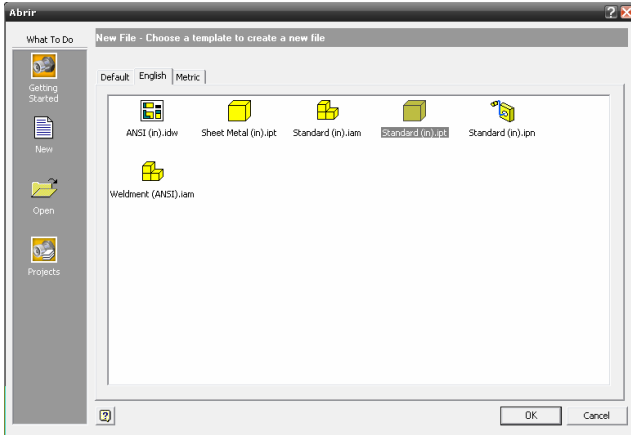 Abrir
What To Do
New File - Choose a template to create a new file
Default English Metric
Getting
Started
New
Open
Projects
ANSI (in).idw Sheet Metal (in).ipt Standard (in).iam Standard (in).ipt Standard (in).ipn
Weldment (ANSI).iam
OK Cancel